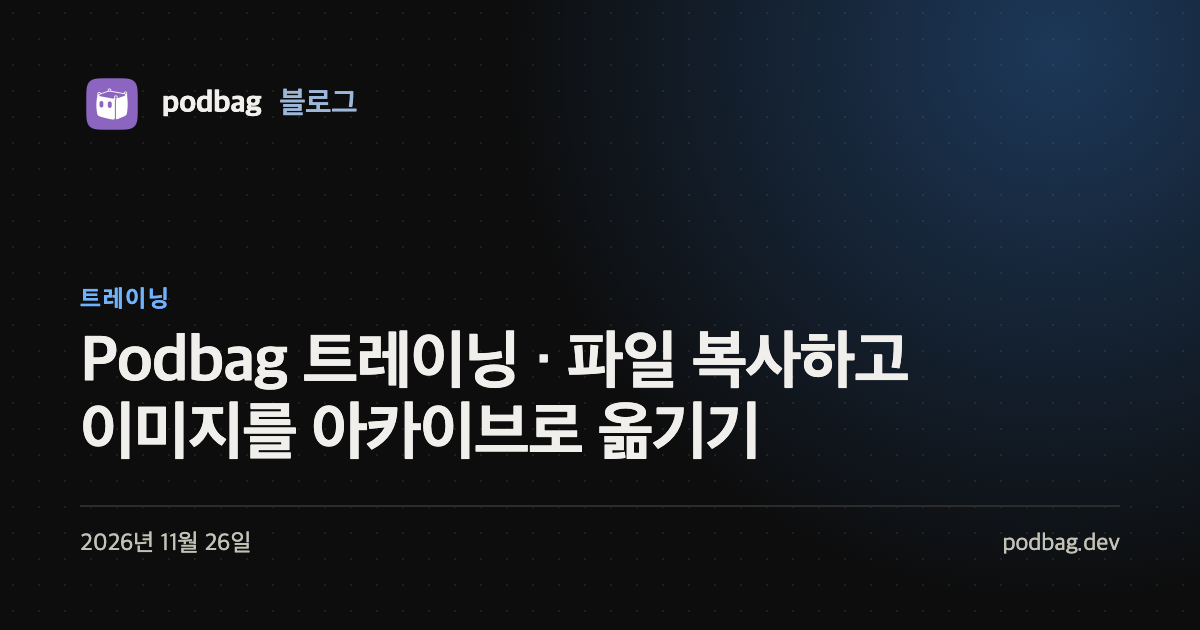 podbag 블로그
트레이닝
Podbag 트레이닝 · 파일 복사하고
이미지를 아카이브로 옮기기
2026년 11월 26일
podbag.dev